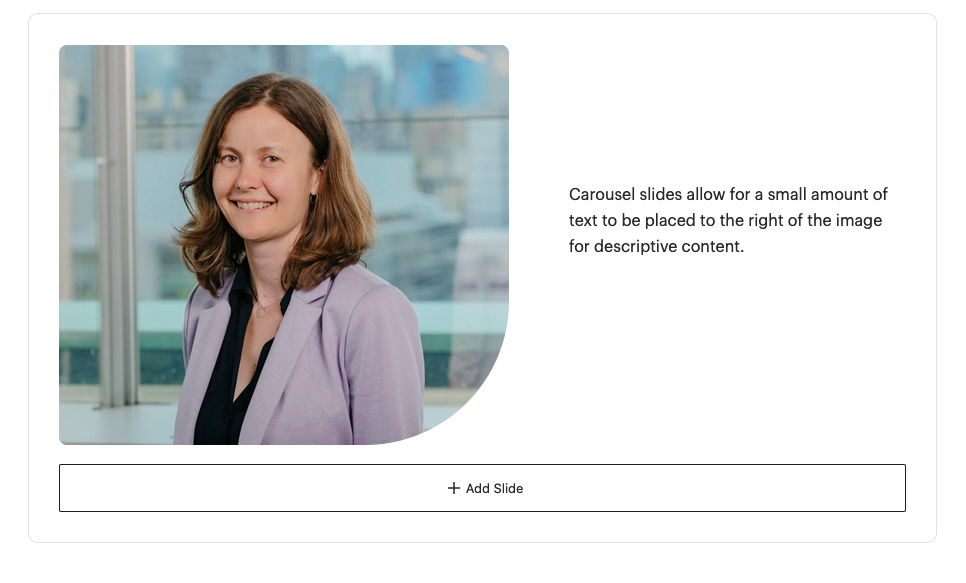 Carousel slides allow for a small amount of
text to be placed to the right of the image
for descriptive content.
Add Slide